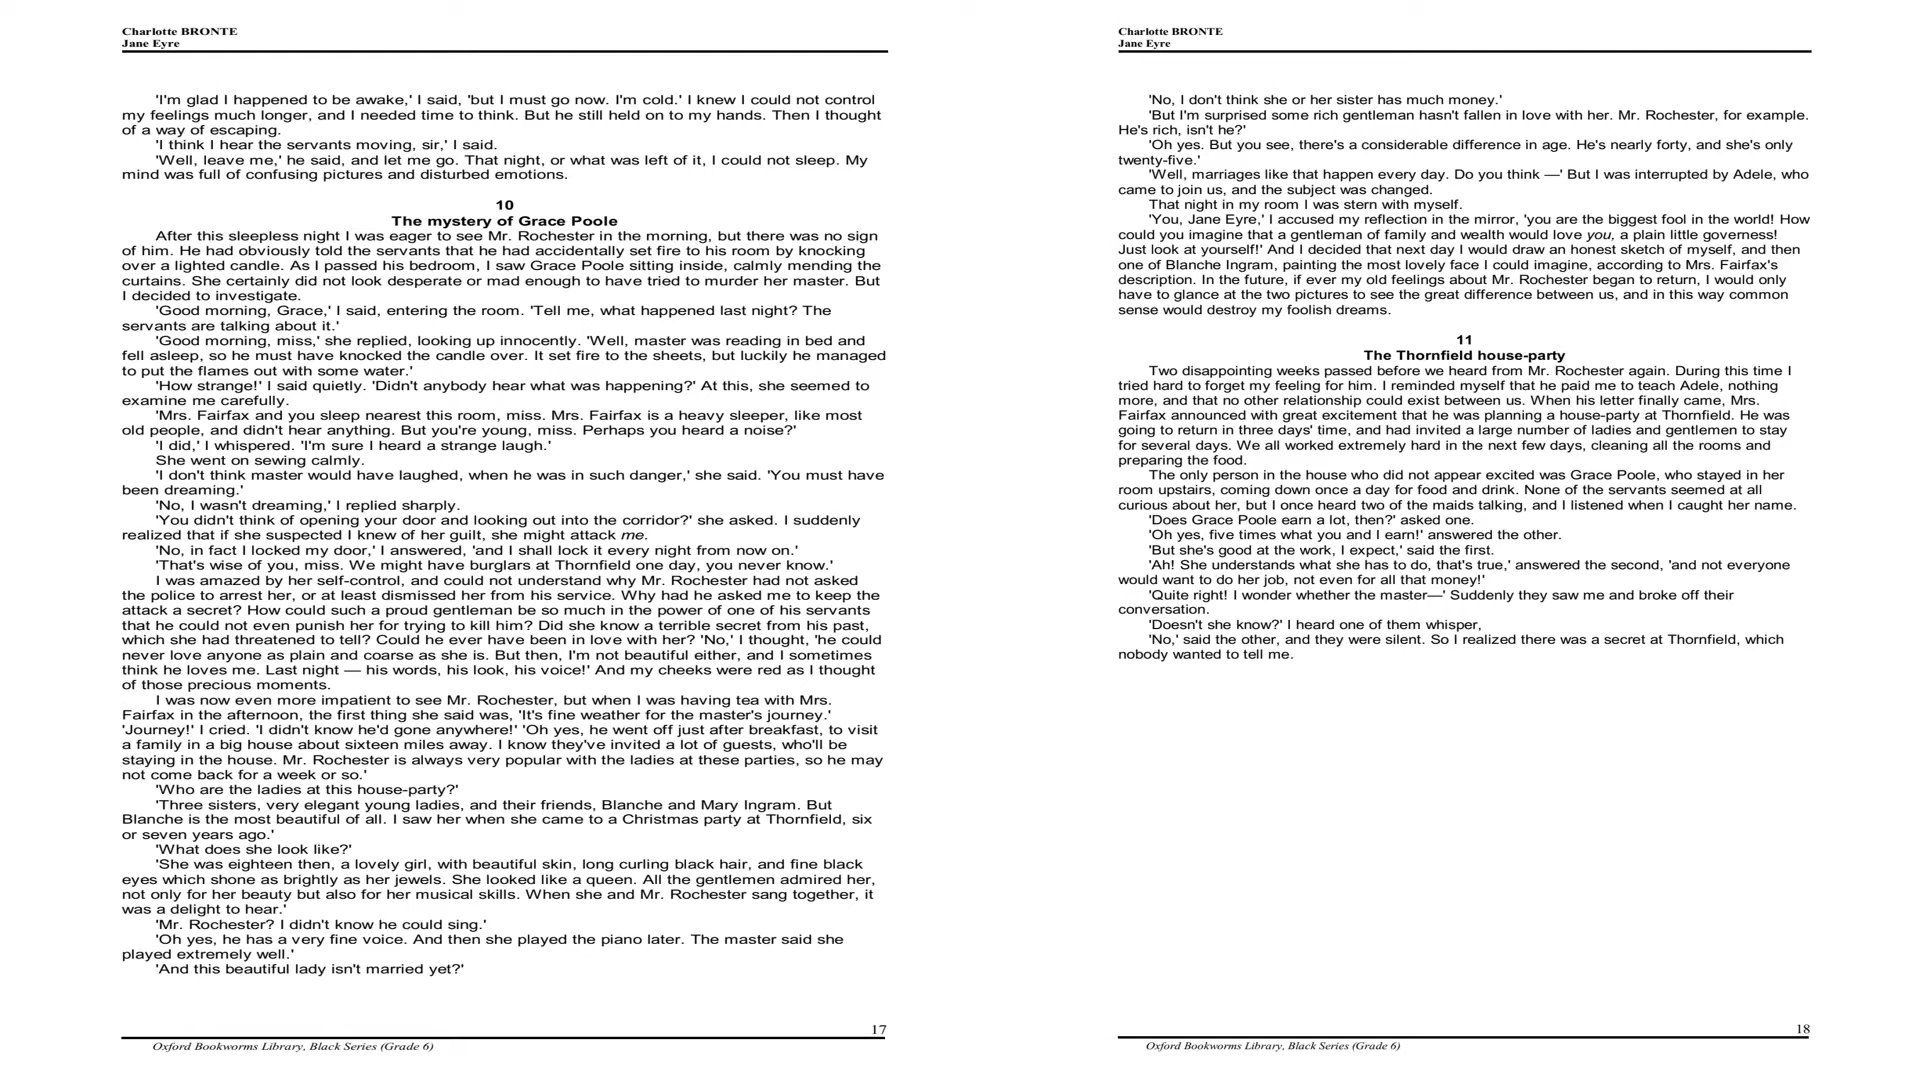 Charlotte BRONTE
Jane Eyre
'I'm glad I happened to be awake,' I said, 'but I must go now. I'm cold.' I knew I could not control
my feelings much longer, and I needed time to think. But he still held on to my hands. Then I thought
of a way of escaping.
'I think I hear the servants moving, sir,' I said.
'Well, leave me,' he said, and let me go. That night, or what was left of it, I could not sleep. My
mind was full of confusing pictures and disturbed emotions.
10
The mystery of Grace Poole
After this sleepless night I was eager to see Mr. Rochester in the morning, but there was no sign
of him. He had obviously told the servants that he had accidentally set fire to his room by knocking
over a lighted candle. As I passed his bedroom, I saw Grace Poole sitting inside, calmly mending the
curtains. She certainly did not look desperate or mad enough to have tried to murder her master. But
I decided to investigate.
'Good morning, Grace,' I said, entering the room. 'Tell me, what happened last night? The
servants are talking about it.'
'Good morning, miss,' she replied, looking up innocently. 'Well, master was reading in bed and
fell asleep, so he must have knocked the candle over. It set fire to the sheets, but luckily he managed
to put the flames out with some water.'
'How strange!' I said quietly. 'Didn't anybody hear what was happening?' At this, she seemed to
examine me carefully.
'Mrs. Fairfax and you sleep nearest this room, miss. Mrs. Fairfax is a heavy sleeper, like most
old people, and didn't hear anything. But you're young, miss. Perhaps you heard a noise?'
'I did,' I whispered. 'I'm sure I heard a strange laugh.'
She went on sewing calmly.
'I don't think master would have laughed, when he was in such danger,' she said. 'You must have
been dreaming.'
'No, I wasn't dreaming,' I replied sharply.
'You didn't think of opening your door and looking out into the corridor?' she asked. I suddenly
realized that if she suspected I knew of her guilt, she might attack me.
'No, in fact I locked my door,' I answered, 'and I shall lock it every night from now on.'
'That's wise of you, miss. We might have burglars at Thornfield one day, you never know.'
I was amazed by her self-control, and could not understand why Mr. Rochester had not asked
the police to arrest her, or at least dismissed her from his service. Why had he asked me to keep the
attack a secret? How could such a proud gentleman be so much in the power of one of his servants
that he could not even punish her for trying to kill him? Did she know a terrible secret from his past,
which she had threatened to tell? Could he ever have been in love with her? 'No,' I thought, 'he could
never love anyone as plain and coarse as she is. But then, I'm not beautiful either, and I sometimes
think he loves me. Last night — his words, his look, his voice!' And my cheeks were red as I thought
of those precious moments.
I was now even more impatient to see Mr. Rochester, but when I was having tea with Mrs.
Fairfax in the afternoon, the first thing she said was, 'It's fine weather for the master's journey.'
'Journey!' I cried. 'I didn't know he'd gone anywhere!' 'Oh yes, he went off just after breakfast, to visit
a family in a big house about sixteen miles away. I know they've invited a lot of guests, who'll be
staying in the house. Mr. Rochester is always very popular with the ladies at these parties, so he may
not come back for a week or so.'
'Who are the ladies at this house-party?'
'Three sisters, very elegant young ladies, and their friends, Blanche and Mary Ingram. But
Blanche is the most beautiful of all. I saw her when she came to a Christmas party at Thornfield, six
or seven years ago.'
'What does she look like?'
'She was eighteen then, a lovely girl, with beautiful skin, long curling black hair, and fine black
eyes which shone as brightly as her jewels. She looked like a queen. All the gentlemen admired her,
not only for her beauty but also for her musical skills. When she and Mr. Rochester sang together, it
was a delight to hear.'
'Mr. Rochester? I didn't know he could sing.'
'Oh yes, he has a very fine voice. And then she played the piano later. The master said she
played extremely well.'
'And this beautiful lady isn't married yet?'
17
Oxford Bookworms Library, Black Series (Grade 6)
Charlotte BRONTE
Jane Eyre
'No, I don't think she or her sister has much money.'
'But I'm surprised some rich gentleman hasn't fallen in love with her. Mr. Rochester, for example.
He's rich, isn't he?'
'Oh yes. But you see, there's a considerable difference in age. He's nearly forty, and she's only
twenty-five.'
'Well, marriages like that happen every day. Do you think —' But I was interrupted by Adele, who
came to join us, and the subject was changed.
That night in my room I was stern with myself.
'You, Jane Eyre,' I accused my reflection in the mirror, 'you are the biggest fool in the world! How
could you imagine that a gentleman of family and wealth would love you, a plain little governess!
Just look at yourself!' And I decided that next day I would draw an honest sketch of myself, and then
one of Blanche Ingram, painting the most lovely face I could imagine, according to Mrs. Fairfax's
description. In the future, if ever my old feelings about Mr. Rochester began to return, I would only
have to glance at the two pictures to see the great difference between us, and in this way common
sense would destroy my foolish dreams.
11
The Thornfield house-party
Two disappointing weeks passed before we heard from Mr. Rochester again. During this time I
tried hard to forget my feeling for him. I reminded myself that he paid me to teach Adele, nothing
more, and that no other relationship could exist between us. When his letter finally came, Mrs.
Fairfax announced with great excitement that he was planning a house-party at Thornfield. He was
going to return in three days' time, and had invited a large number of ladies and gentlemen to stay
for several days. We all worked extremely hard in the next few days, cleaning all the rooms and
preparing the food.
The only person in the house who did not appear excited was Grace Poole, who stayed in her
room upstairs, coming down once a day for food and drink. None of the servants seemed at all
curious about her, but I once heard two of the maids talking, and I listened when I caught her name.
'Does Grace Poole earn a lot, then?' asked one.
'Oh yes, five times what you and I earn!' answered the other.
'But she's good at the work, I expect,' said the first.
'Ah! She understands what she has to do, that's true,' answered the second, 'and not everyone
would want to do her job, not even for all that money!'
'Quite right! I wonder whether the master—' Suddenly they saw me and broke off their
conversation.
'Doesn't she know?' I heard one of them whisper,
'No,' said the other, and they were silent. So I realized there was a secret at Thornfield, which
nobody wanted to tell me.
18
Oxford Bookworms Library, Black Series (Grade 6)